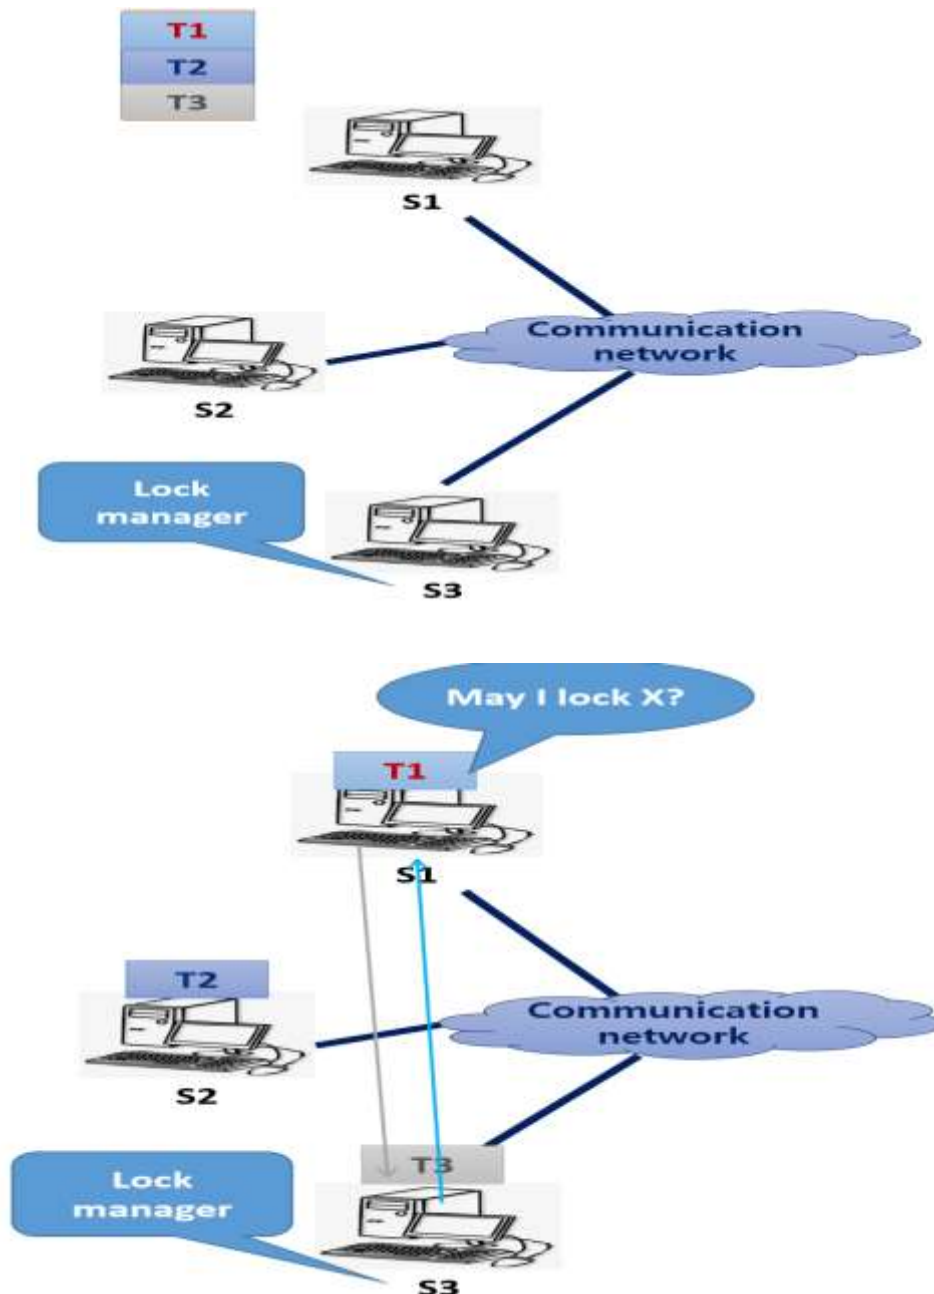 T1
T2
T3
S1
Communication
network
S2
Lock
manager
S3
May I lock X?
T1
S1
T2
Communication
network
S2
T3
Lock
manager
S3